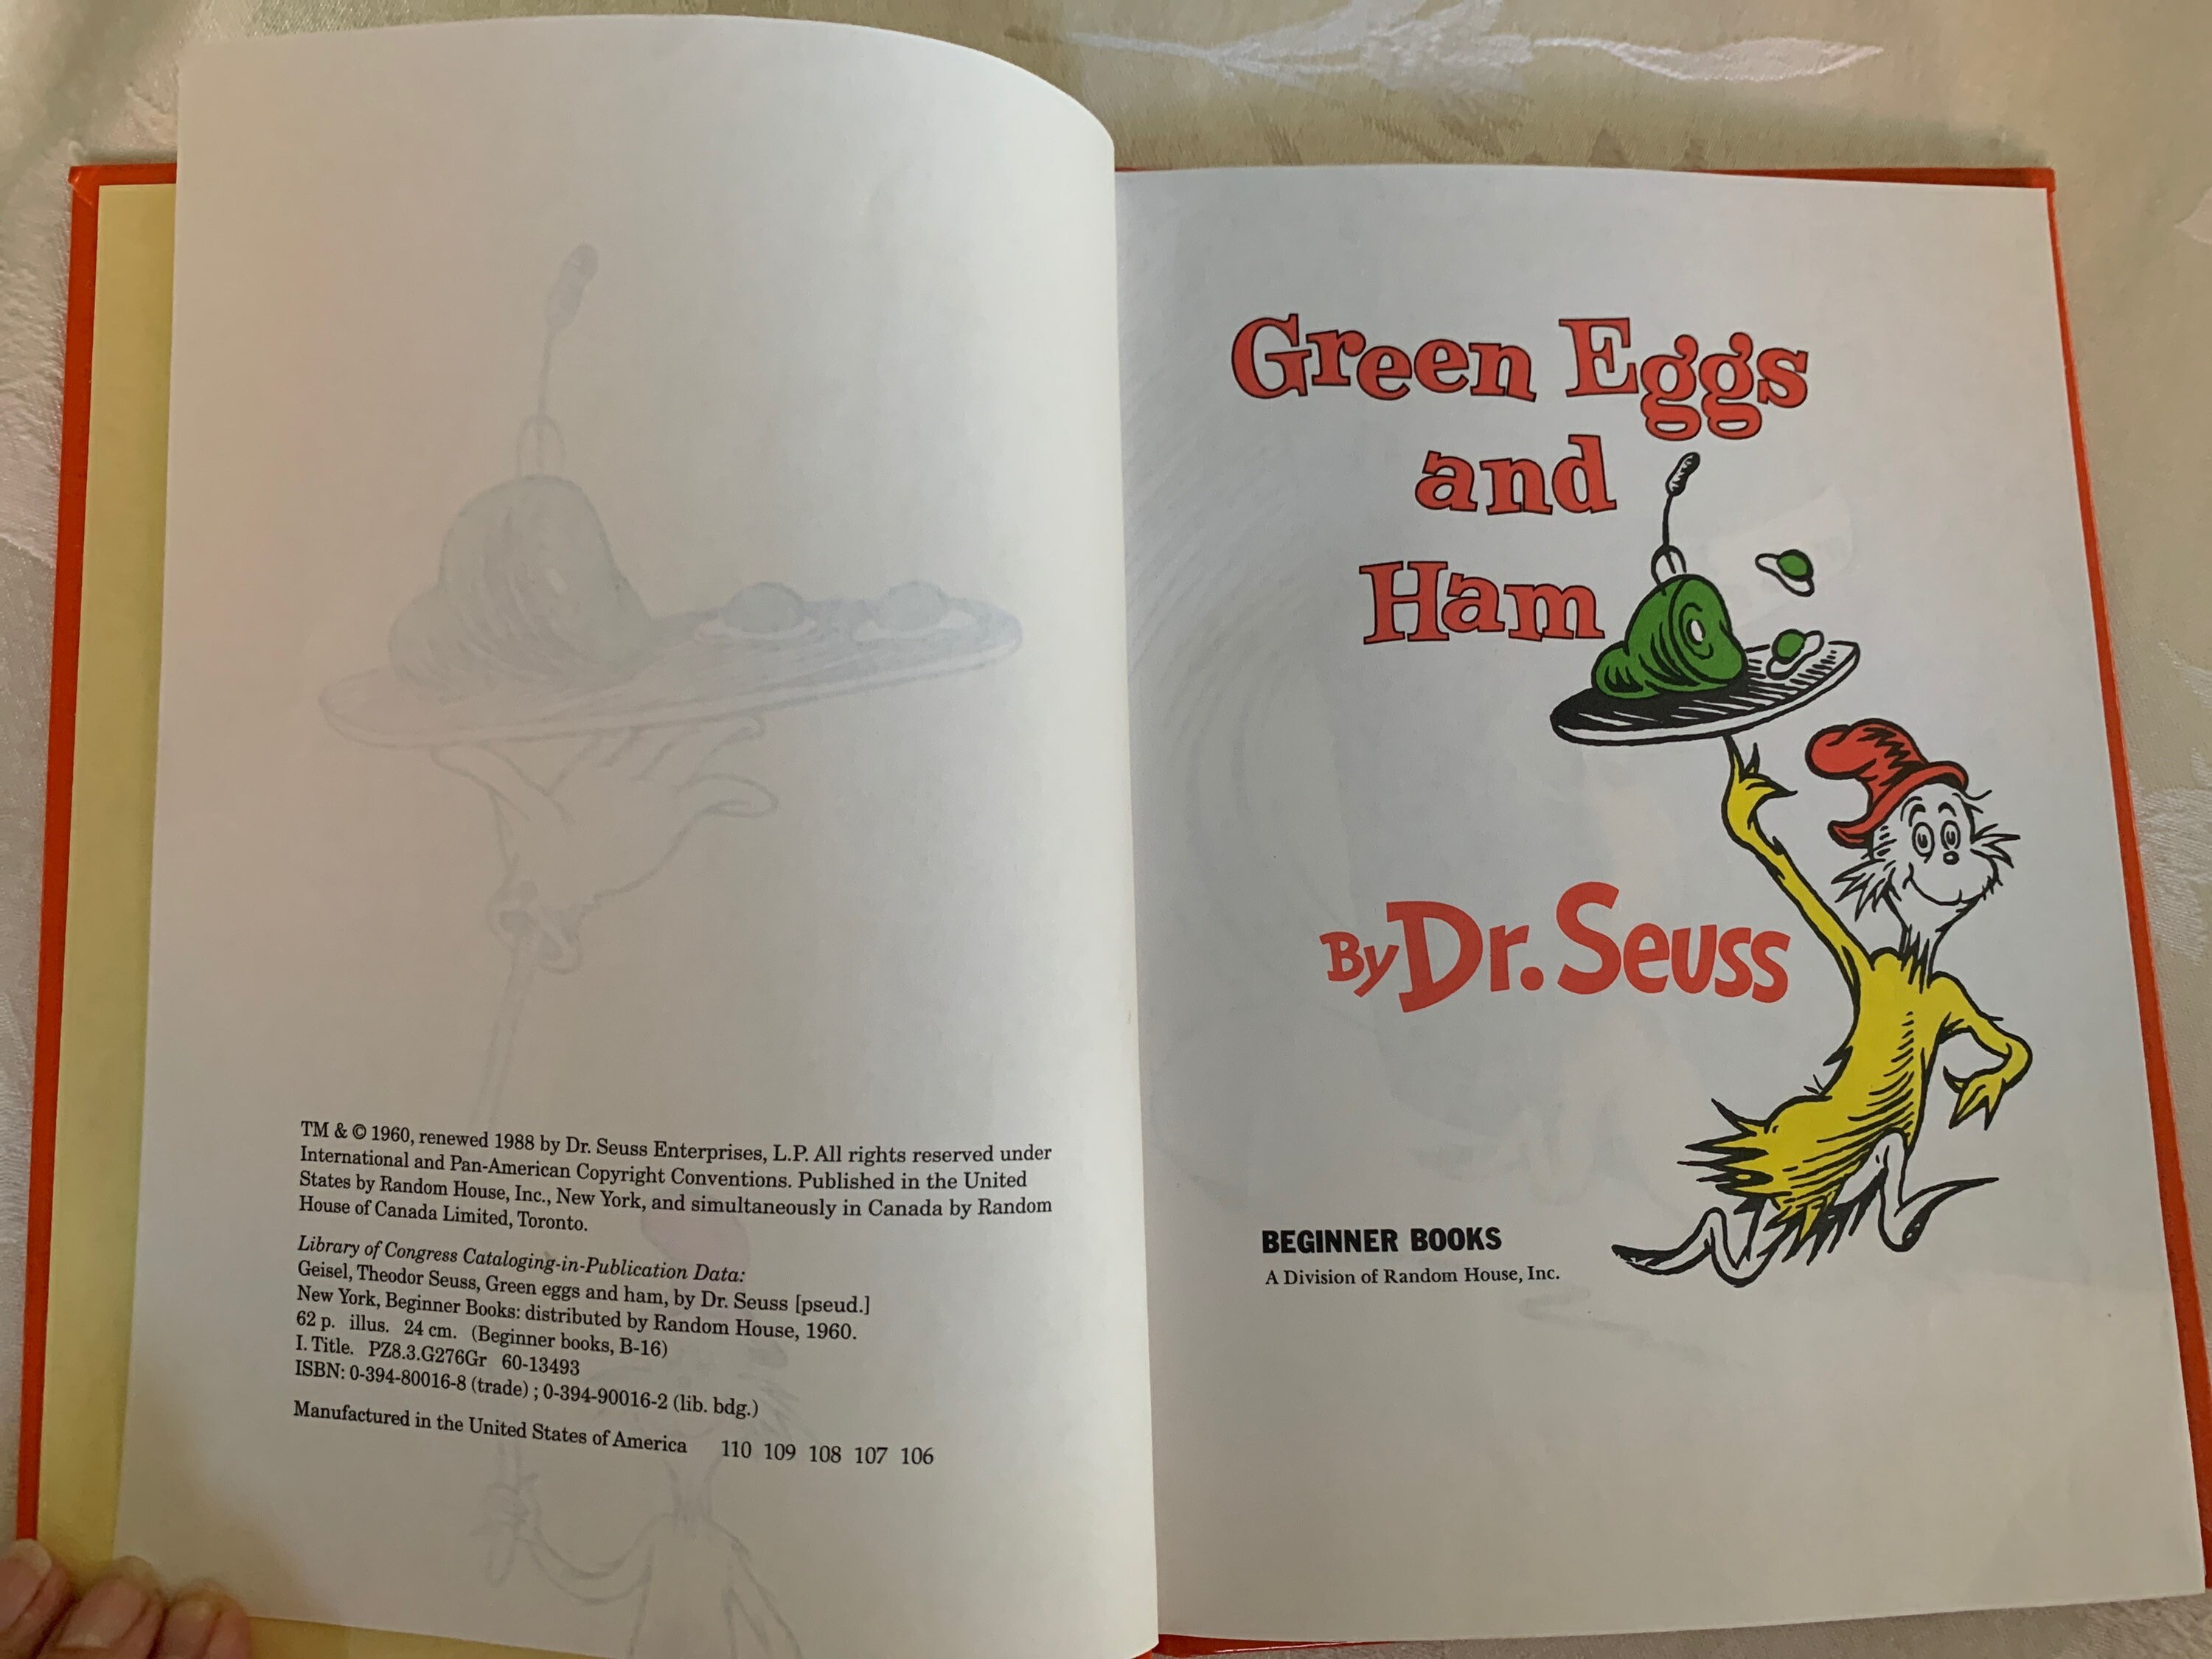 TM & © 1960, renewed 1988 by Dr. Seuss Enterprises, L.P. All rights reserved under
International and Pan-American Copyright Conventions. Published in the United
States by Random House, Inc., New York, and simultaneously in Canada by Random
House of Canada Limited, Toronto.
Library of Congress Cataloging-in-Publication Data:
Geisel, Theodor Seuss, Green eggs and ham, by Dr. Seuss [pseud.]
New York, Beginner Books: distributed by Random House, 1960.
62 p. illus. 24 cm. (Beginner books, B-16)
I. Title. PZ8.3.G276Gr 60-13493
ISBN: 0-394-80016-8 (trade) ; 0-394-90016-2 (lib. bdg.)
Manufactured in the United States of America 110 109 108 107 106
Green Eggs
and
Ham
By Dr. Seuss
BEGINNER BOOKS
A Division of Random House, Inc.